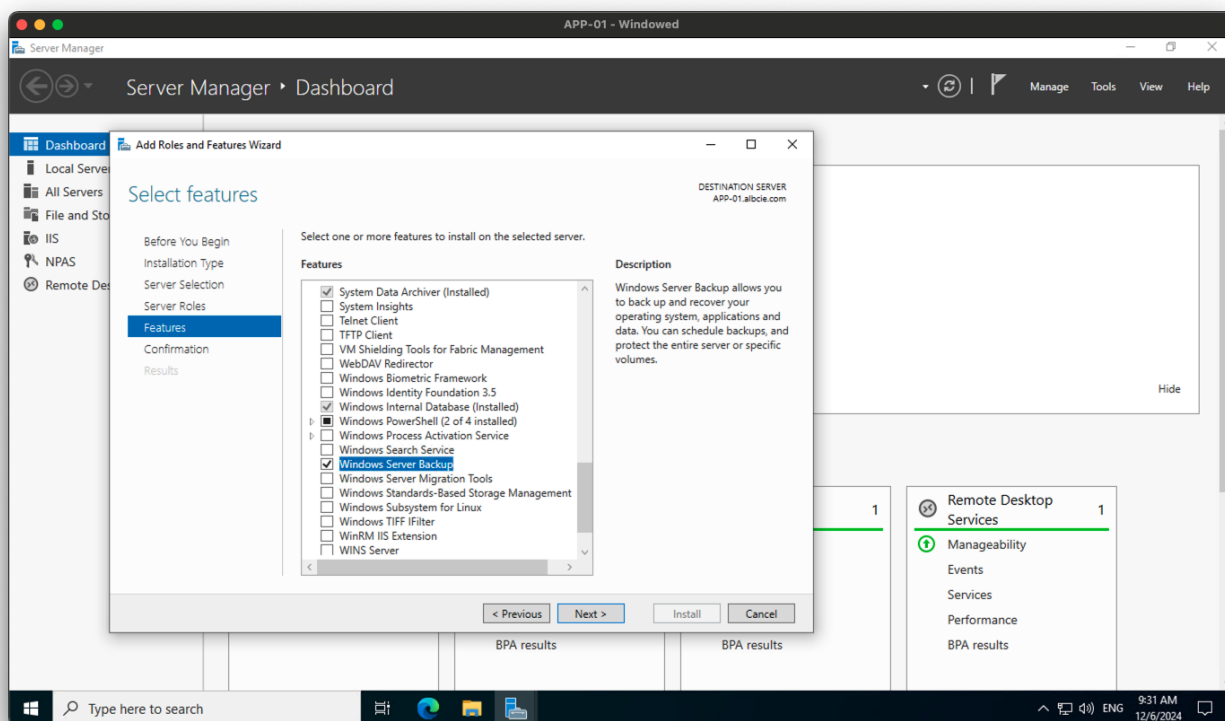 APP-01 - Windowed
Server Manager
Server Manager ‣ Dashboard
Manage Tools View Help
Dashboard
Local Server
All Servers
File and Sto
IIS
NPAS
Remote Des
Add Roles and Features Wizard
Select features
DESTINATION SERVER
APP-01.albcie.com
Before You Begin
Installation Type
Server Selection
Server Roles
Features
Confirmation
Results
Select one or more features to install on the selected server.
Features
System Data Archiver (Installed)
System Insights
Telnet Client
TFTP Client
VM Shielding Tools for Fabric Management
WebDAV Redirector
Windows Biometric Framework
Windows Identity Foundation 3.5
Windows Internal Database (Installed)
Windows PowerShell (2 of 4 installed)
Windows Process Activation Service
Windows Search Service
Windows Server Backup
Windows Server Migration Tools
Windows Standards-Based Storage Management
Windows Subsystem for Linux
Windows TIFF IFilter
WinRM IIS Extension
WINS Server
Description
Windows Server Backup allows you
to back up and recover your
operating system, applications and
data. You can schedule backups, and
protect the entire server or specific
volumes.
< Previous Next > Install Cancel
Hide
1
Remote Desktop
Services
1
Manageability
Events
Services
Performance
BPA results
BPA results
BPA results
Type here to search
ENG
9:31 AM
12/6/2024